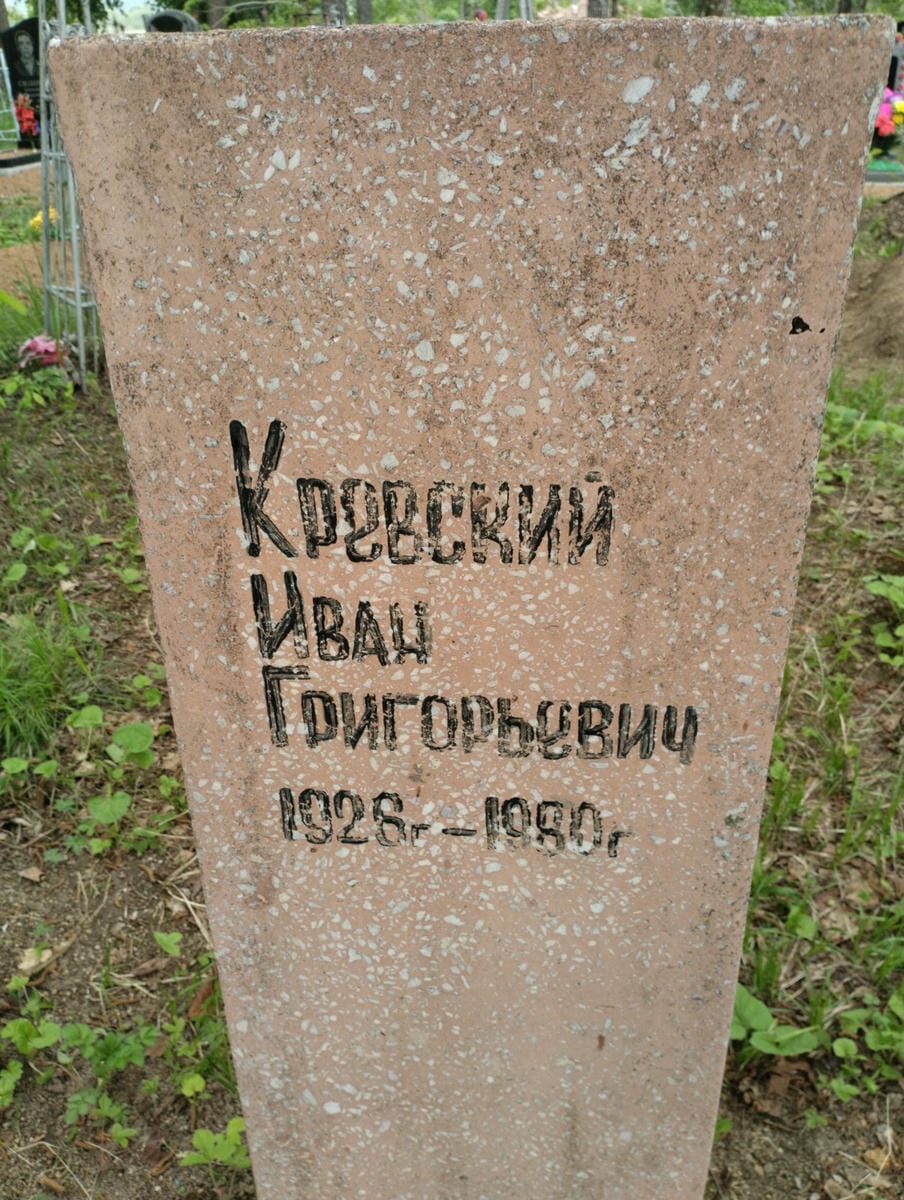 Кревский
Иван
Григорьевич
1926г-1980г